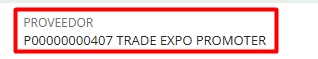 PROVEEDOR
P00000000407 TRADE EXPO PROMOTER